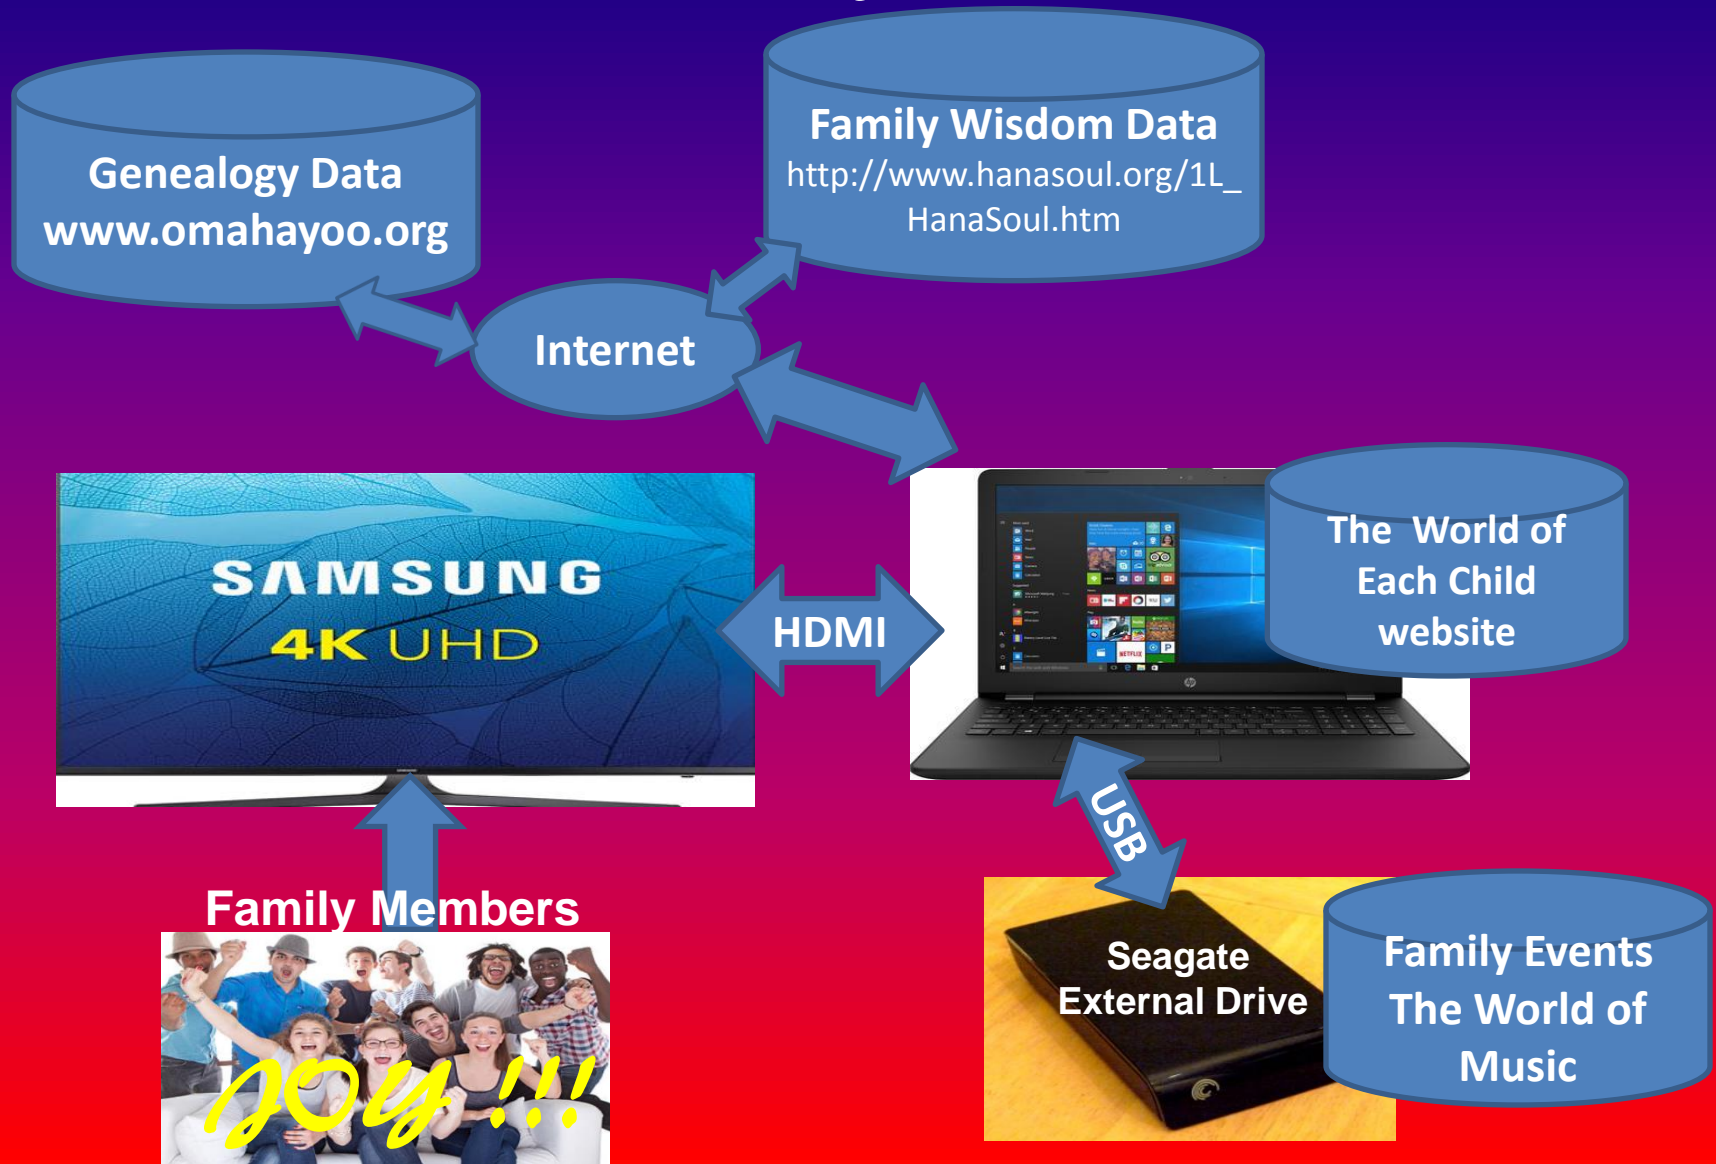 Genealogy Data
www.omahayoo.org
Family Wisdom Data
http://www.hanasoul.org/1L_
HanaSoul.htm
Internet
SAMSUNG
4K UHD
HDMI
The World of
Each Child
website
NETFLIX
hp
USB
Family Members
JOY !!!
Seagate
External Drive
Family Events
The World of
Music